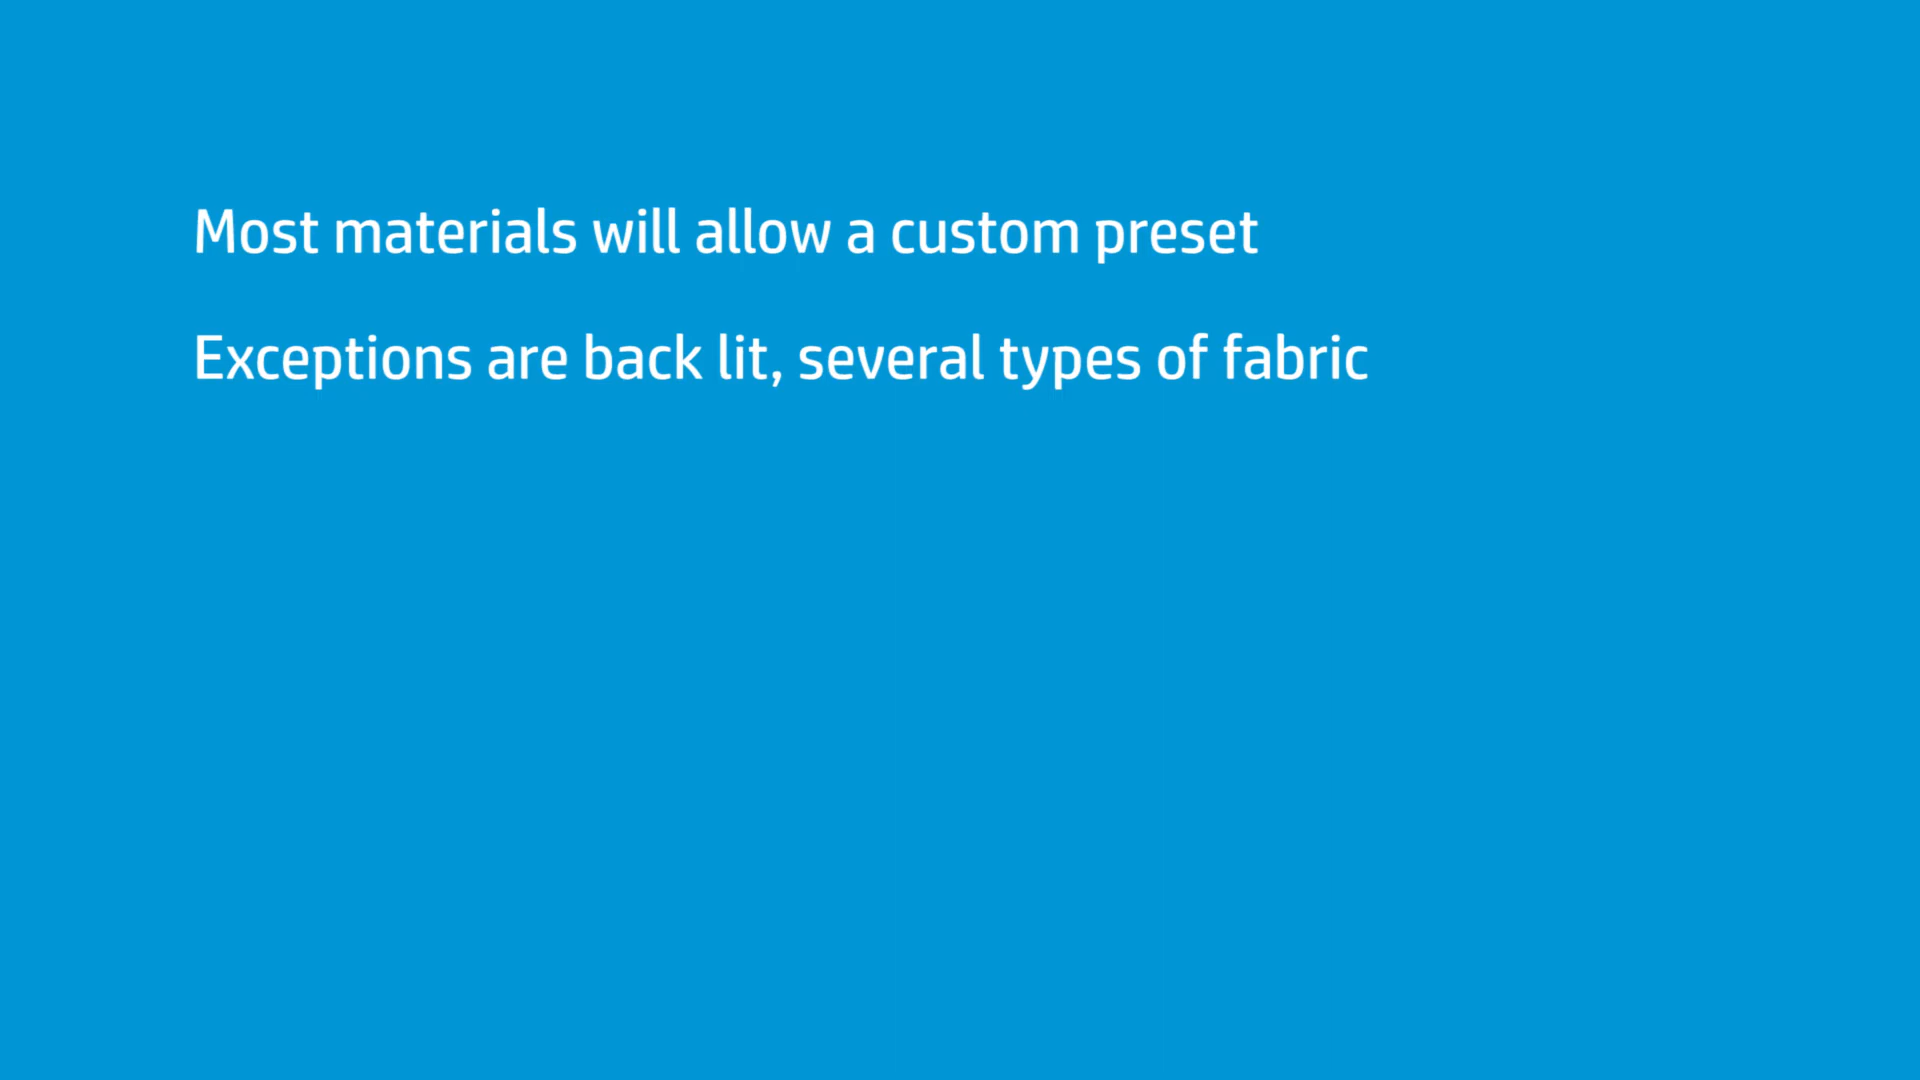 Most materials will allow a custom preset
Exceptions are back lit, several types of fabric